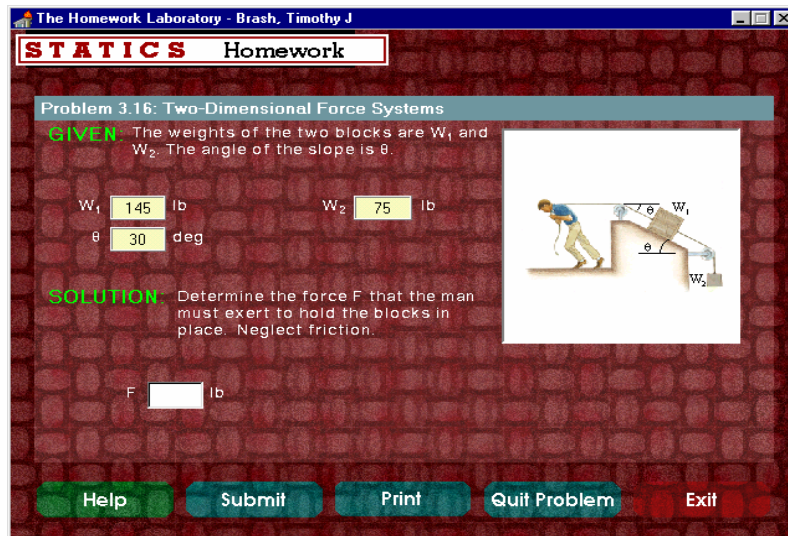 The Homework Laboratory - Brash, Timothy J
STATICS Homework
Problem 3.16: Two-Dimensional Force Systems
GIVEN: The weights of the two blocks are W₁ and
W₂. The angle of the slope is θ.
W₁ 145 lb W₂ 75 lb
θ 30 deg
θ W₁
θ
W₂
SOLUTION: Determine the force F that the man
must exert to hold the blocks in
place. Neglect friction.
F lb
Help Submit Print Quit Problem Exit